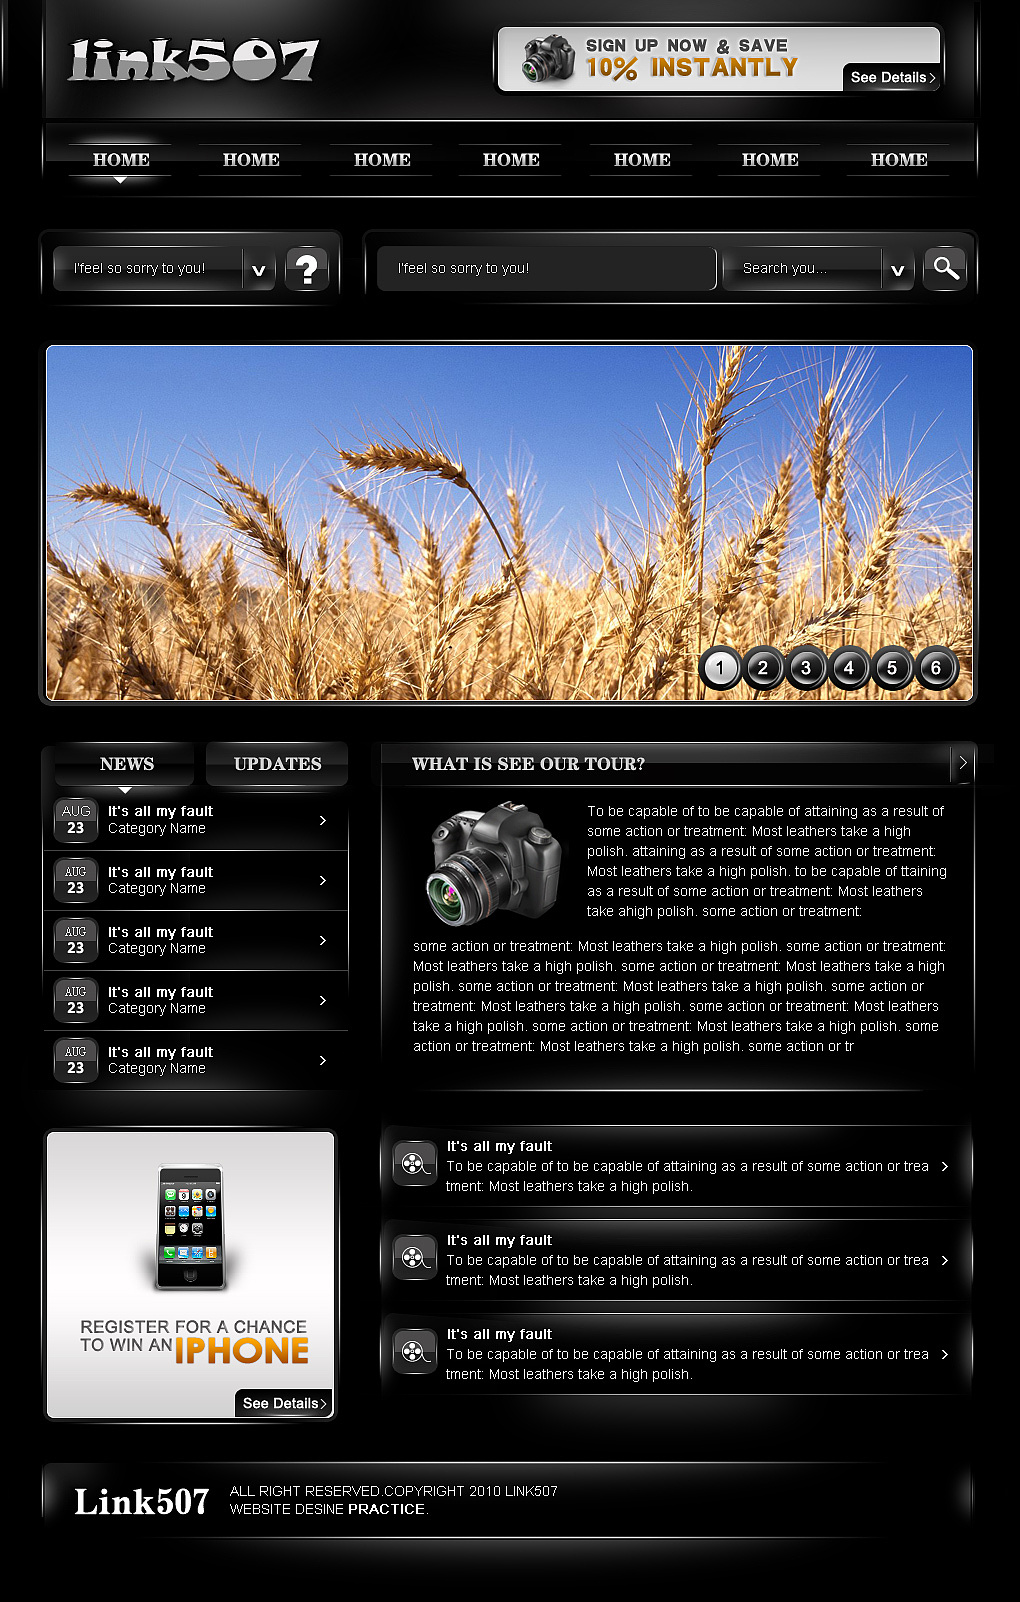 link507
SIGN UP NOW & SAVE
10% INSTANTLY
See Details
HOME HOME HOME HOME HOME HOME HOME
I'feel so sorry to you! v ? I'feel so sorry to you! Search you... v
1 2 3 4 5 6
NEWS UPDATES
AUG
23
It's all my fault
Category Name
AUG
23
It's all my fault
Category Name
AUG
23
It's all my fault
Category Name
AUG
23
It's all my fault
Category Name
AUG
23
It's all my fault
Category Name
WHAT IS SEE OUR TOUR?
To be capable of to be capable of attaining as a result of
some action or treatment: Most leathers take a high
polish. attaining as a result of some action or treatment:
Most leathers take a high polish. to be capable of ttaining
as a result of some action or treatment: Most leathers
take ahigh polish. some action or treatment:
some action or treatment: Most leathers take a high polish. some action or treatment:
Most leathers take a high polish. some action or treatment: Most leathers take a high
polish. some action or treatment: Most leathers take a high polish. some action or
treatment: Most leathers take a high polish. some action or treatment: Most leathers
take a high polish. some action or treatment: Most leathers take a high polish. some
action or treatment: Most leathers take a high polish. some action or tr
REGISTER FOR A CHANCE
TO WIN AN IPHONE
See Details
It's all my fault
To be capable of to be capable of attaining as a result of some action or trea
tment: Most leathers take a high polish.
It's all my fault
To be capable of to be capable of attaining as a result of some action or trea
tment: Most leathers take a high polish.
It's all my fault
To be capable of to be capable of attaining as a result of some action or trea
tment: Most leathers take a high polish.
Link507
ALL RIGHT RESERVED.COPYRIGHT 2010 LINK507
WEBSITE DESINE PRACTICE.